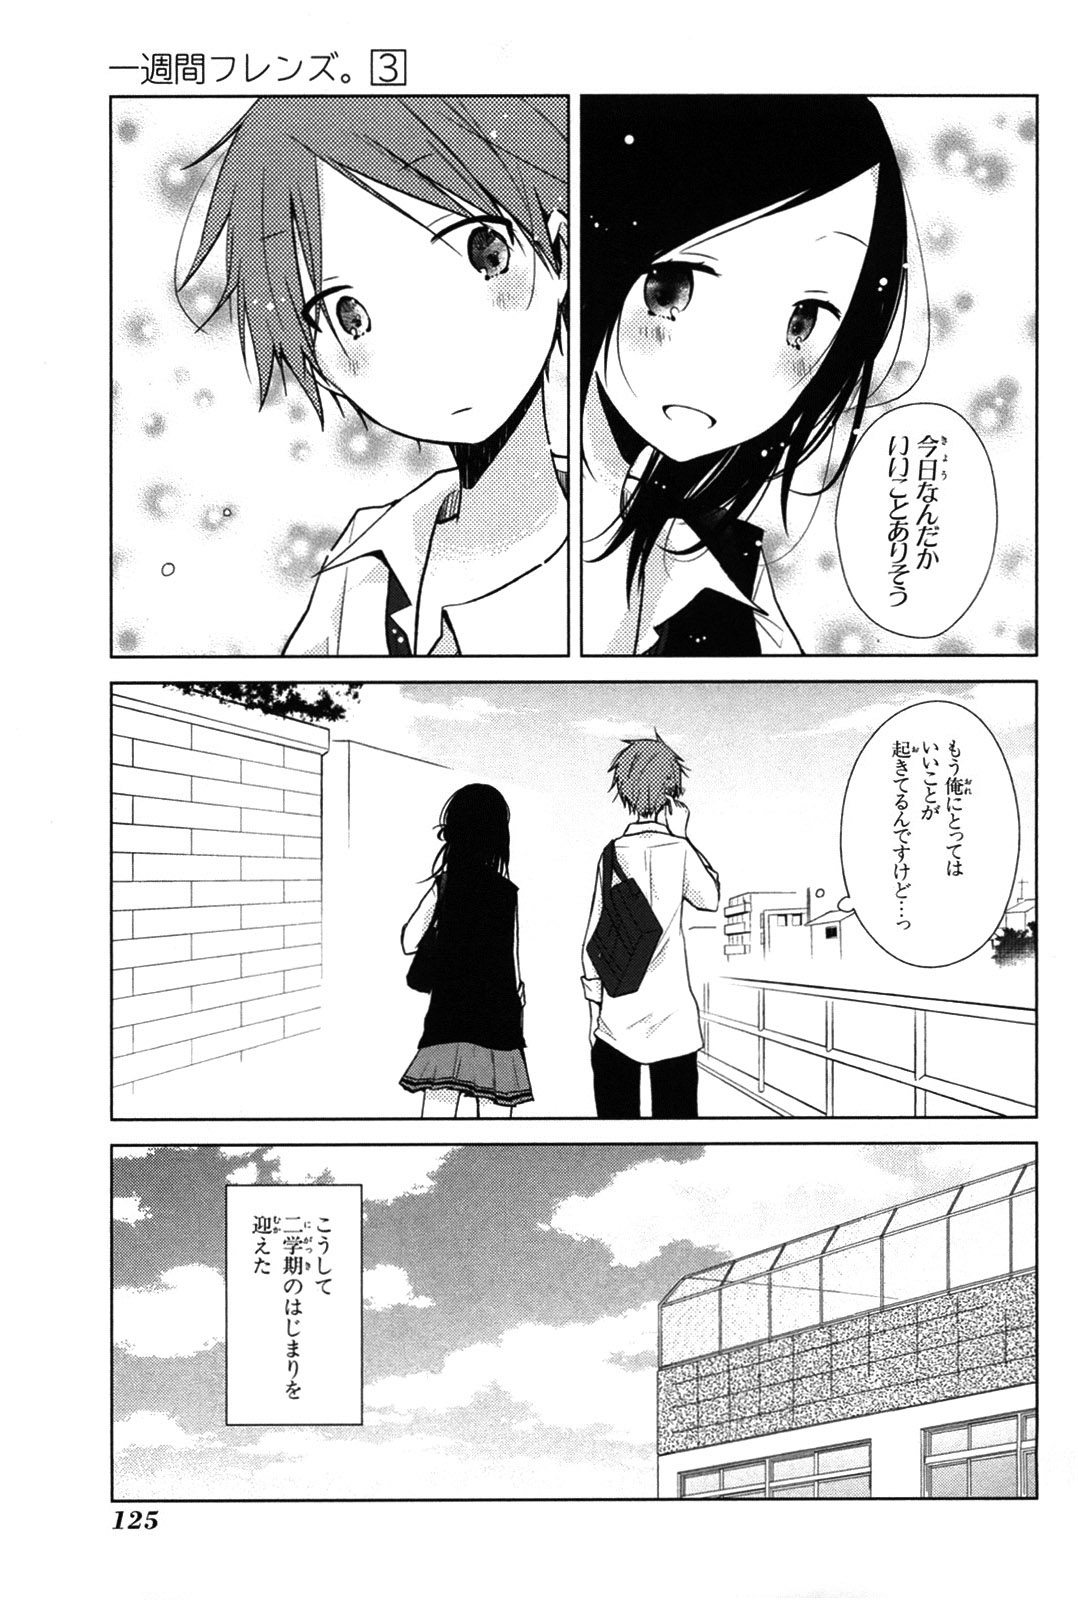 一週間フレンズ。3
今日なんだか
いいことありそう
もう俺にとっては
いいことが
起きてるんですけど…っ
こうして
二学期のはじまりを
迎えた
125